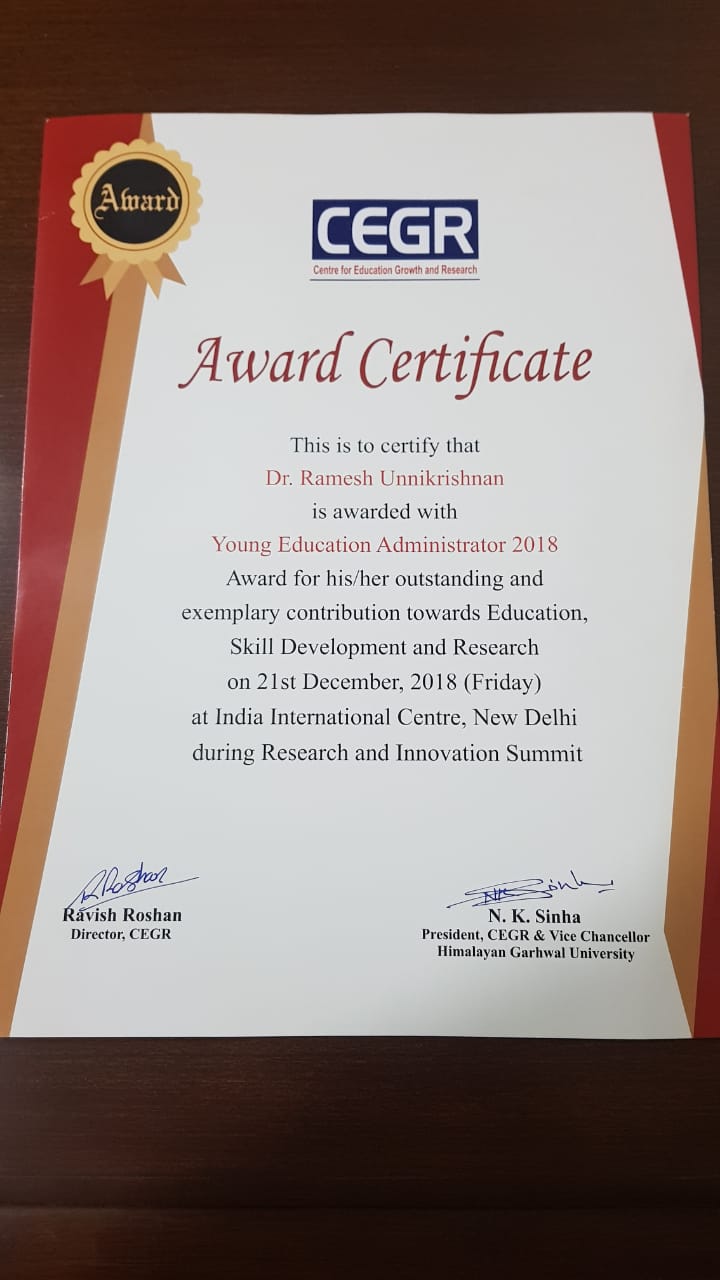 Award
CEGR
Centre for Education Growth and Research
Award Certificate
This is to certify that
Dr. Ramesh Unnikrishnan
is awarded with
Young Education Administrator 2018
Award for his/her outstanding and
exemplary contribution towards Education,
Skill Development and Research
on 21st December, 2018 (Friday)
at India International Centre, New Delhi
during Research and Innovation Summit
Ravish Roshan
Director, CEGR
N. K. Sinha
President, CEGR & Vice Chancellor
Himalayan Garhwal University